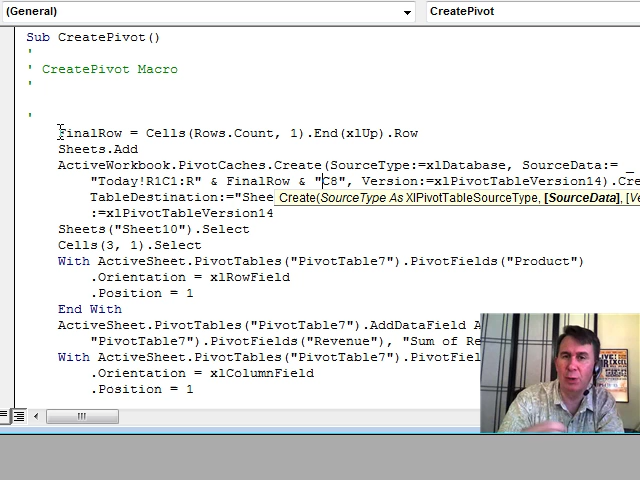 (General)
CreatePivot
Sub CreatePivot()
'
' CreatePivot Macro
'
'
FinalRow = Cells(Rows.Count, 1).End(xlUp).Row
Sheets.Add
ActiveWorkbook.PivotCaches.Create(SourceType:=xlDatabase, SourceData:= _
"Today!R1C1:R" & FinalRow & "C8", Version:=xlPivotTableVersion14).Cre
TableDestination:="Shee
Create(SourceType As XlPivotTableSourceType, [SourceData], [Ve
:=xlPivotTableVersion14
Sheets("Sheet10").Select
Cells(3, 1).Select
With ActiveSheet.PivotTables("PivotTable7").PivotFields("Product")
.Orientation = xlRowField
.Position = 1
End With
ActiveSheet.PivotTables("PivotTable7").AddDataField A
"PivotTable7").PivotFields("Revenue"), "Sum of Re
With ActiveSheet.PivotTables("PivotTable7").PivotFiel
.Orientation = xlColumnField
.Position = 1